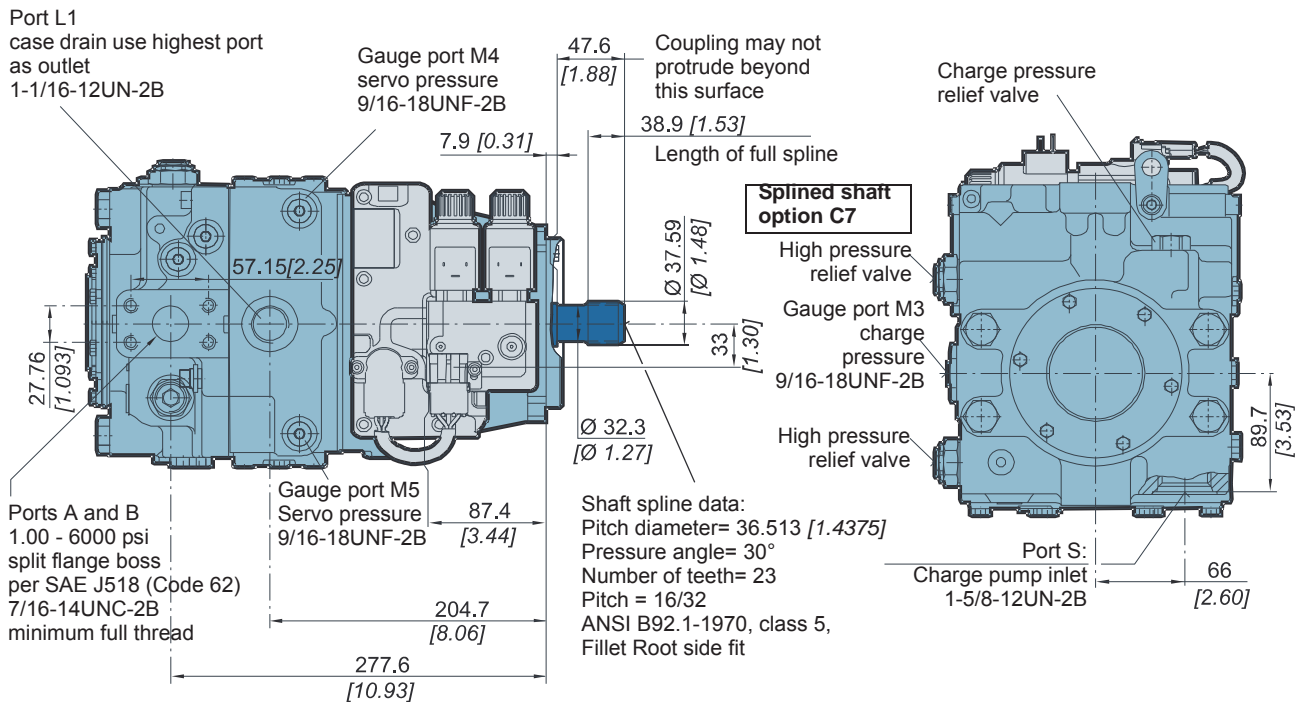 Port L1
case drain use highest port
as outlet
1-1/16-12UN-2B
Gauge port M4
servo pressure
9/16-18UNF-2B
47.6
[1.88]
Coupling may not
protrude beyond
this surface
38.9 [1.53]
Length of full spline
7.9 [0.31]
Splined shaft
option C7
Charge pressure
relief valve
High pressure
relief valve
Gauge port M3
charge
pressure
9/16-18UNF-2B
High pressure
relief valve
57.15[2.25]
Ø 37.59
[Ø 1.48]
33
[1.30]
27.76
[1.093]
Ø 32.3
[Ø 1.27]
89.7
[3.53]
Ports A and B
1.00 - 6000 psi
split flange boss
per SAE J518 (Code 62)
7/16-14UNC-2B
minimum full thread
Gauge port M5
Servo pressure
9/16-18UNF-2B
87.4
[3.44]
204.7
[8.06]
277.6
[10.93]
Shaft spline data:
Pitch diameter= 36.513 [1.4375]
Pressure angle= 30°
Number of teeth= 23
Pitch = 16/32
ANSI B92.1-1970, class 5,
Fillet Root side fit
Port S:
Charge pump inlet
1-5/8-12UN-2B
66
[2.60]